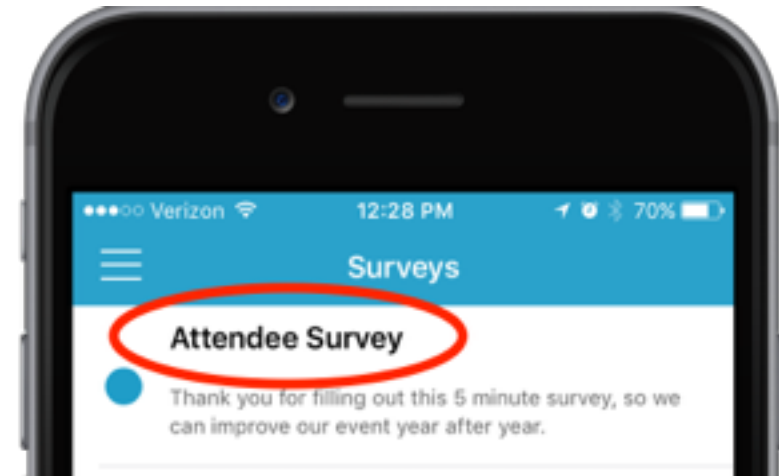 Verizon 12:28 PM 70%
Surveys
Attendee Survey
Thank you for filling out this 5 minute survey, so we
can improve our event year after year.